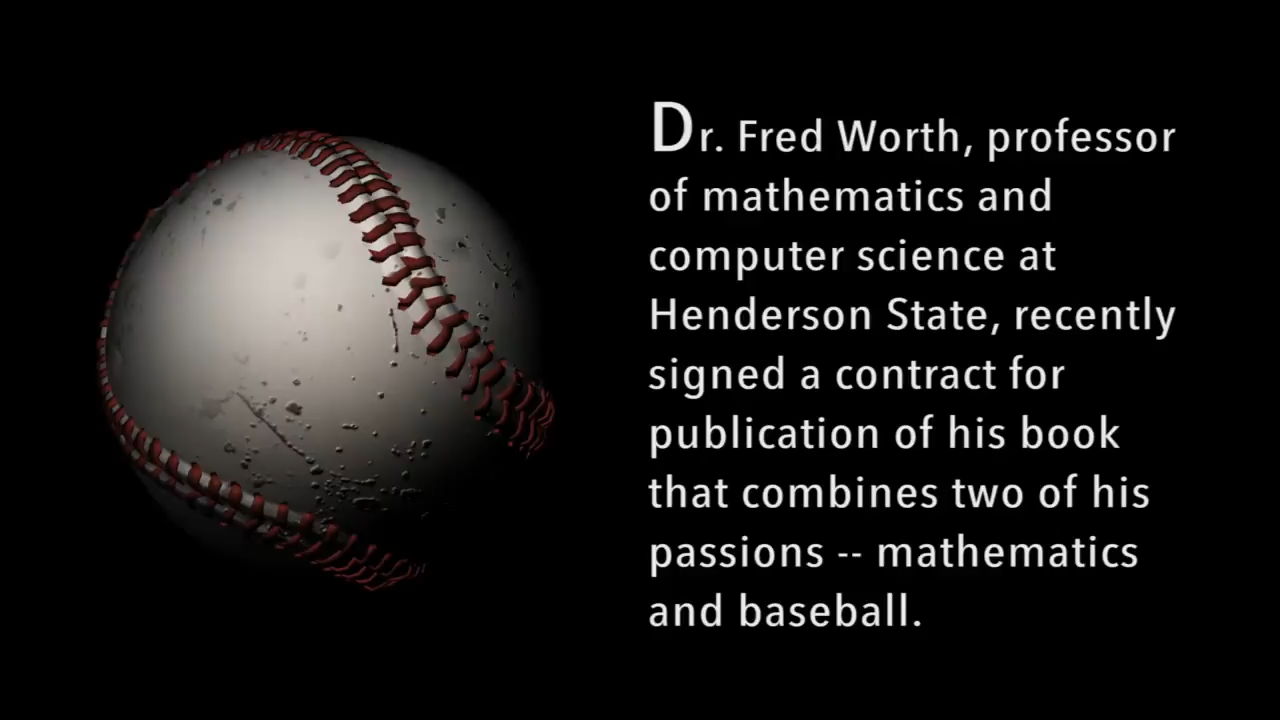 Dr. Fred Worth, professor
of mathematics and
computer science at
Henderson State, recently
signed a contract for
publication of his book
that combines two of his
passions -- mathematics
and baseball.